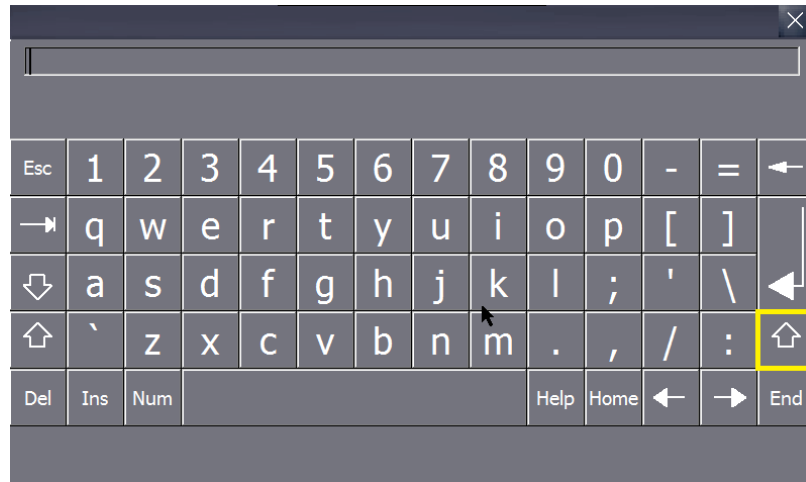 Esc 1 2 3 4 5 6 7 8 9 0 - =
q w e r t y u i o p [ ]
a s d f g h j k l ; ' \
` z x c v b n m . , / :
Del Ins Num Help Home End